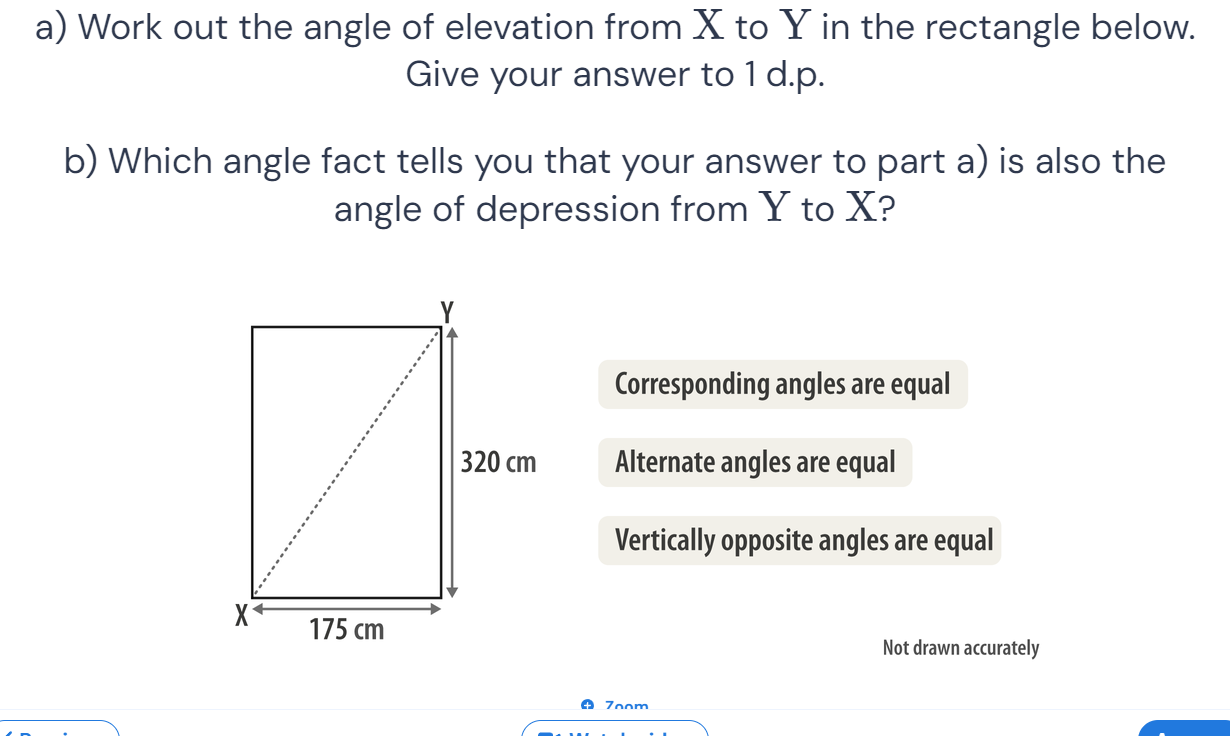 a) Work out the angle of elevation from X to Y in the rectangle below.
Give your answer to 1 d.p.
b) Which angle fact tells you that your answer to part a) is also the
angle of depression from Y to X?
Y
Corresponding angles are equal
320 cm
Alternate angles are equal
Vertically opposite angles are equal
X
175 cm
Not drawn accurately
Zoom